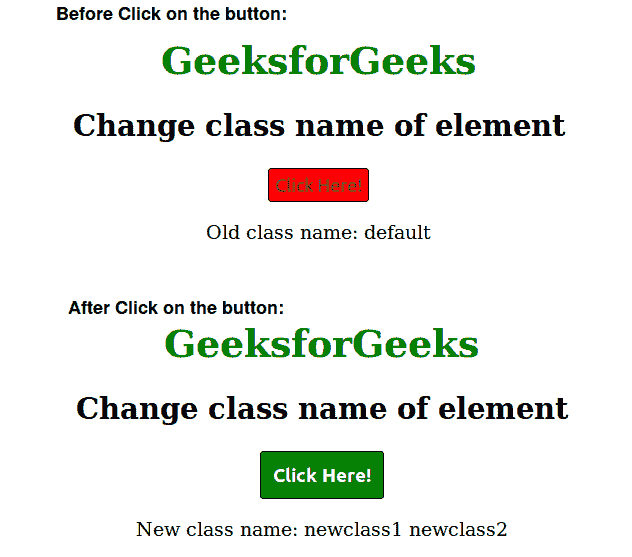 Before Click on the button:
GeeksforGeeks
Change class name of element
Click Here!
Old class name: default
After Click on the button:
GeeksforGeeks
Change class name of element
Click Here!
New class name: newclass1 newclass2